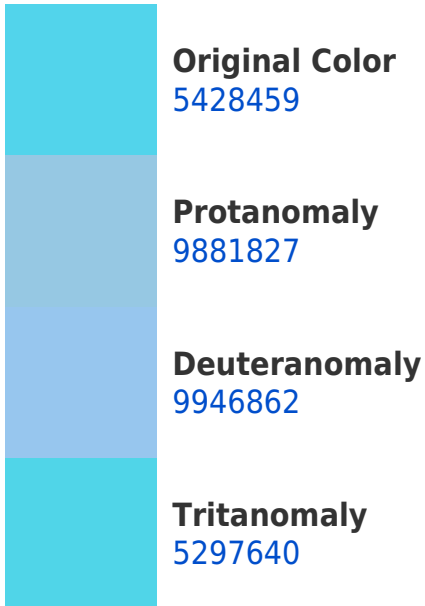 Original Color
5428459
Protanomaly
9881827
Deuteranomaly
9946862
Tritanomaly
5297640